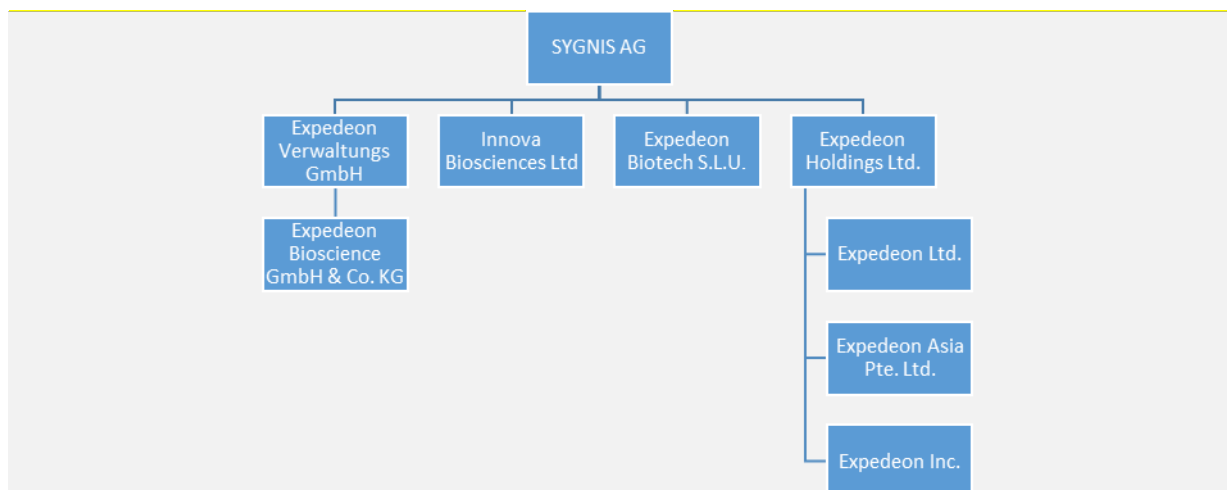 SYGNIS AG
Expedeon
Verwaltungs
GmbH
Innova
Biosciences Ltd
Expedeon
Biotech S.L.U.
Expedeon
Holdings Ltd.
Expedeon
Bioscience
GmbH & Co. KG
Expedeon Ltd.
Expedeon Asia
Pte. Ltd.
Expedeon Inc.